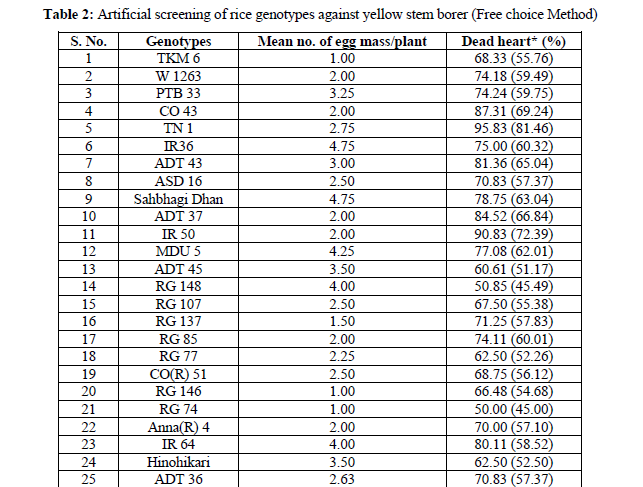 Table 2: Artificial screening of rice genotypes against yellow stem borer (Free choice Method)
S. No. Genotypes Mean no. of egg mass/plant Dead heart* (%)
1 TKM 6 1.00 68.33 (55.76)
2 W 1263 2.00 74.18 (59.49)
3 PTB 33 3.25 74.24 (59.75)
4 CO 43 2.00 87.31 (69.24)
5 TN 1 2.75 95.83 (81.46)
6 IR36 4.75 75.00 (60.32)
7 ADT 43 3.00 81.36 (65.04)
8 ASD 16 2.50 70.83 (57.37)
9 Sahbhagi Dhan 4.75 78.75 (63.04)
10 ADT 37 2.00 84.52 (66.84)
11 IR 50 2.00 90.83 (72.39)
12 MDU 5 4.25 77.08 (62.01)
13 ADT 45 3.50 60.61 (51.17)
14 RG 148 4.00 50.85 (45.49)
15 RG 107 2.50 67.50 (55.38)
16 RG 137 1.50 71.25 (57.83)
17 RG 85 2.00 74.11 (60.01)
18 RG 77 2.25 62.50 (52.26)
19 CO(R) 51 2.50 68.75 (56.12)
20 RG 146 1.00 66.48 (54.68)
21 RG 74 1.00 50.00 (45.00)
22 Anna(R) 4 2.00 70.00 (57.10)
23 IR 64 4.00 80.11 (58.52)
24 Hinohikari 3.50 62.50 (52.50)
25 ADT 36 2.63 70.83 (57.37)